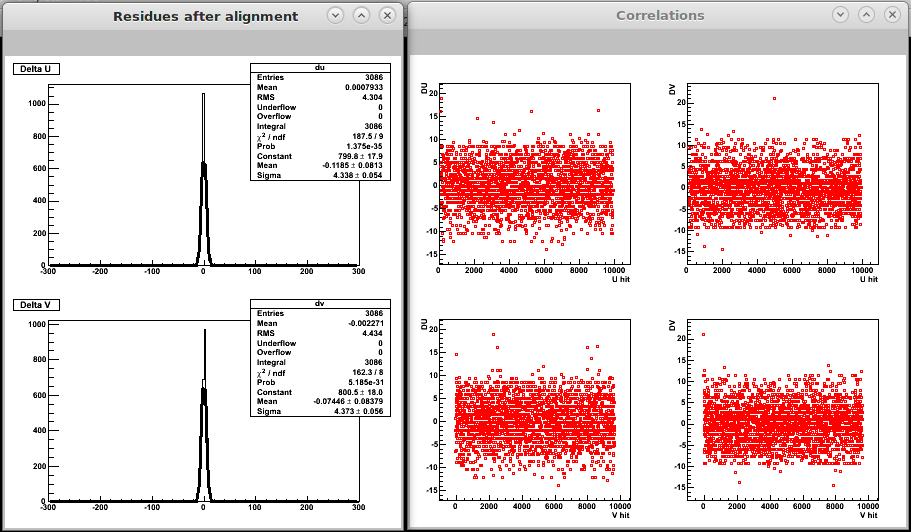 Residues after alignment
Delta U
du
Entries 3086
Mean 0.0007933
RMS 4.304
Underflow 0
Overflow 0
Integral 3086
χ² / ndf 187.5 / 9
Prob 1.375e-35
Constant 799.8 ± 17.9
Mean -0.1185 ± 0.0813
Sigma 4.338 ± 0.054
1000
800
600
400
200
0
-300 -200 -100 0 100 200 300
Delta V
dv
Entries 3086
Mean -0.002271
RMS 4.434
Underflow 0
Overflow 0
Integral 3086
χ² / ndf 162.3 / 8
Prob 5.185e-31
Constant 800.5 ± 18.0
Mean -0.07446 ± 0.08379
Sigma 4.373 ± 0.056
1000
800
600
400
200
0
-300 -200 -100 0 100 200 300
Correlations
DU
20
15
10
5
0
-5
-10
-15
0 2000 4000 6000 8000 10000
U hit
DV
20
15
10
5
0
-5
-10
-15
0 2000 4000 6000 8000 10000
U hit
DU
20
15
10
5
0
-5
-10
-15
0 2000 4000 6000 8000 10000
V hit
DV
20
15
10
5
0
-5
-10
-15
0 2000 4000 6000 8000 10000
V hit